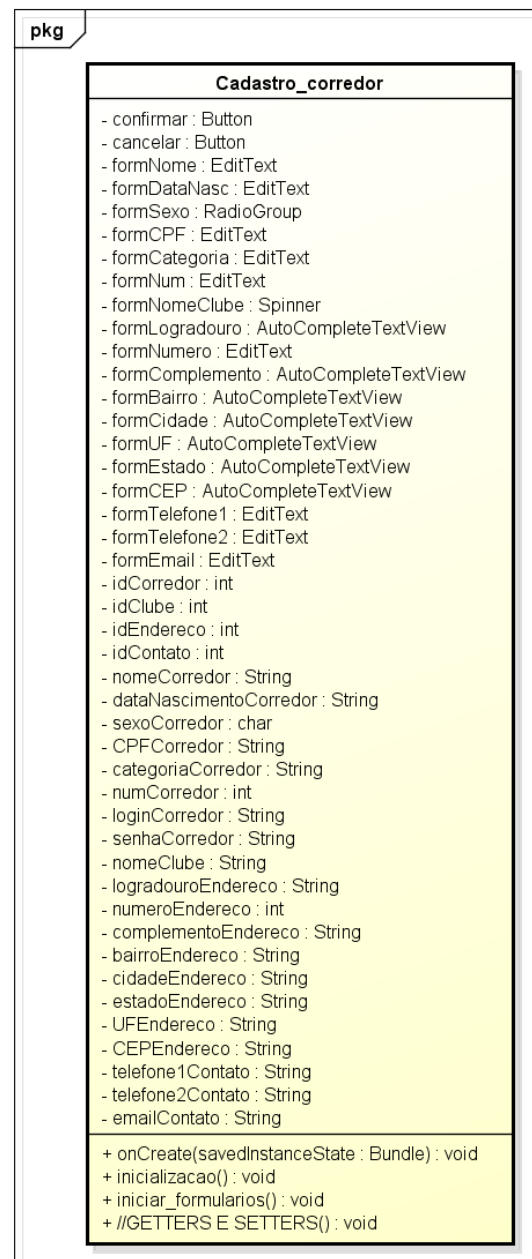 pkg
Cadastro_corredor
- confirmar : Button
- cancelar : Button
- formNome : EditText
- formDataNasc : EditText
- formSexo : RadioGroup
- formCPF : EditText
- formCategoria : EditText
- formNum : EditText
- formNomeClube : Spinner
- formLogradouro : AutoCompleteTextView
- formNumero : EditText
- formComplemento : AutoCompleteTextView
- formBairro : AutoCompleteTextView
- formCidade : AutoCompleteTextView
- formUF : AutoCompleteTextView
- formEstado : AutoCompleteTextView
- formCEP : AutoCompleteTextView
- formTelefone1 : EditText
- formTelefone2 : EditText
- formEmail : EditText
- idCorredor : int
- idClube : int
- idEndereco : int
- idContato : int
- nomeCorredor : String
- dataNascimentoCorredor : String
- sexoCorredor : char
- CPFCorredor : String
- categoriaCorredor : String
- numCorredor : int
- loginCorredor : String
- senhaCorredor : String
- nomeClube : String
- logradouroEndereco : String
- numeroEndereco : int
- complementoEndereco : String
- bairroEndereco : String
- cidadeEndereco : String
- estadoEndereco : String
- UFEndereco : String
- CEPEndereco : String
- telefone1Contato : String
- telefone2Contato : String
- emailContato : String
+ onCreate(savedInstanceState : Bundle) : void
+ inicializacao() : void
+ iniciar_formularios() : void
+ //GETTERS E SETTERS() : void